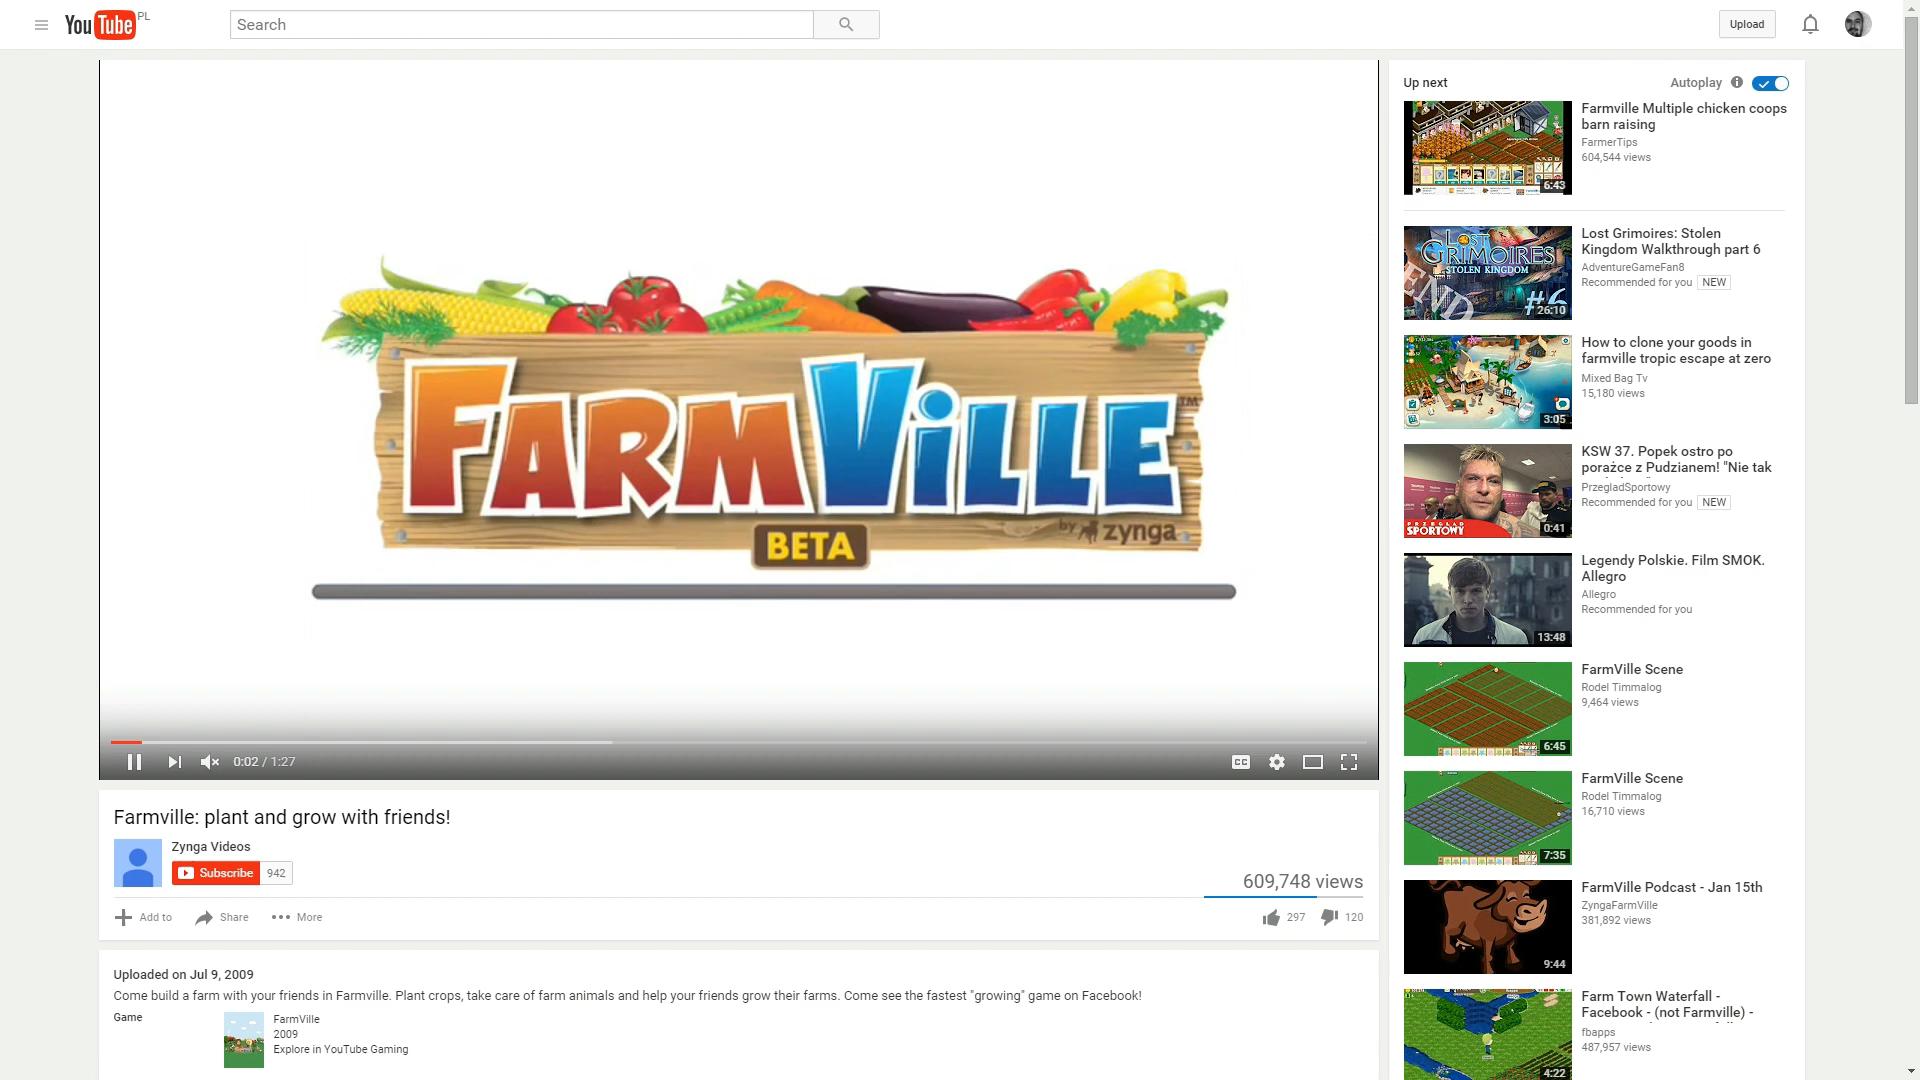 YouTube PL
Search
Upload
FARMVILLE TM
by zynga
BETA
0:02 / 1:27
CC
Farmville: plant and grow with friends!
Zynga Videos
Subscribe 942
609,748 views
Add to Share More
297 120
Uploaded on Jul 9, 2009
Come build a farm with your friends in Farmville. Plant crops, take care of farm animals and help your friends grow their farms. Come see the fastest "growing" game on Facebook!
Game
FarmVille
2009
Explore in YouTube Gaming
Up next
Autoplay
6:43
Farmville Multiple chicken coops
barn raising
FarmerTips
604,544 views
LOST
GRIMOIRES
STOLEN KINGDOM
END
#6
26:10
Lost Grimoires: Stolen
Kingdom Walkthrough part 6
AdventureGameFan8
Recommended for you NEW
3:05
How to clone your goods in
farmville tropic escape at zero
Mixed Bag Tv
15,180 views
PRZEGLĄD
SPORTOWY
0:41
KSW 37. Popek ostro po
porażce z Pudzianem! "Nie tak
PrzegladSportowy
Recommended for you NEW
13:48
Legendy Polskie. Film SMOK.
Allegro
Allegro
Recommended for you
6:45
FarmVille Scene
Rodel Timmalog
9,464 views
7:35
FarmVille Scene
Rodel Timmalog
16,710 views
9:44
FarmVille Podcast - Jan 15th
ZyngaFarmVille
381,892 views
4:22
Farm Town Waterfall -
Facebook - (not Farmville) -
fbapps
487,957 views